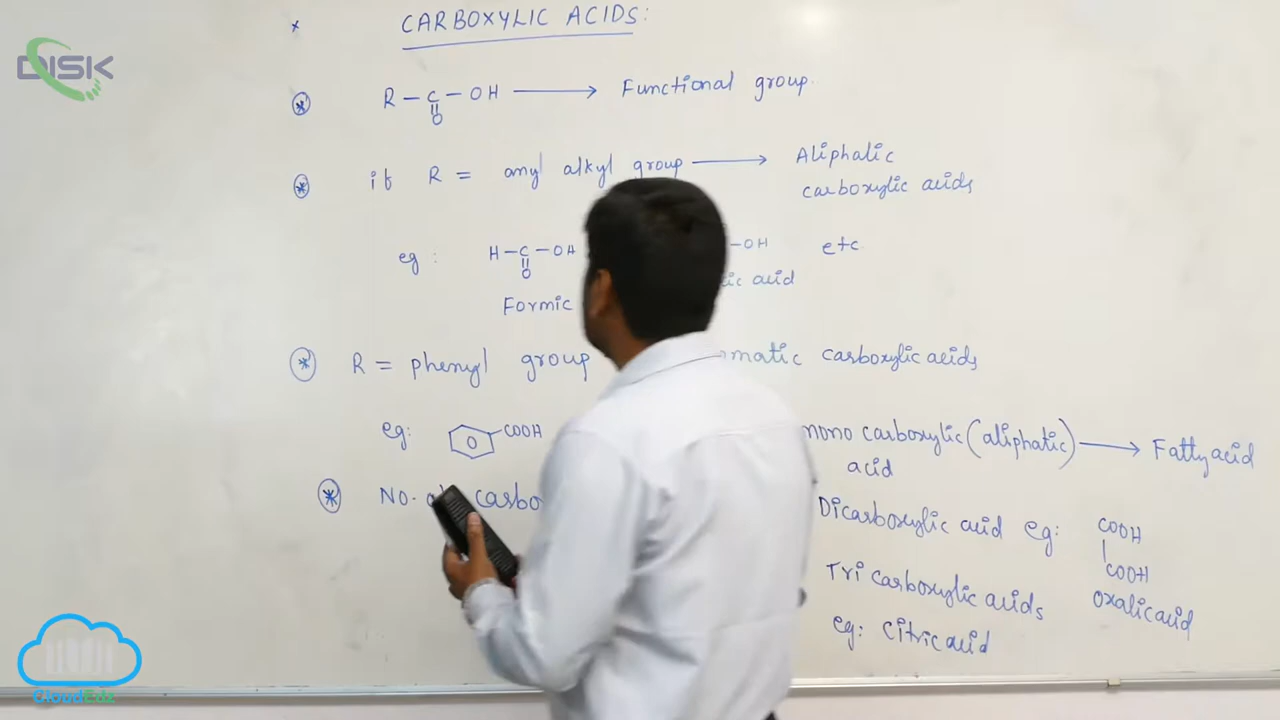 DISK
* CARBOXYLIC ACIDS:
* R – C – OH → Functional group.
O
* if R = any alkyl group → Aliphatic
carboxylic acids
eg : H – C – OH – OH etc
O
Formic acid
* R = phenyl group carboxylic acids
eg: O COOH mono carboxylic (aliphatic) → Fatty acid
acid
* No.
Dicarboxylic acid eg: COOH
COOH
Tri carboxylic acids oxalic acid
eg: Citric acid
CloudEdz